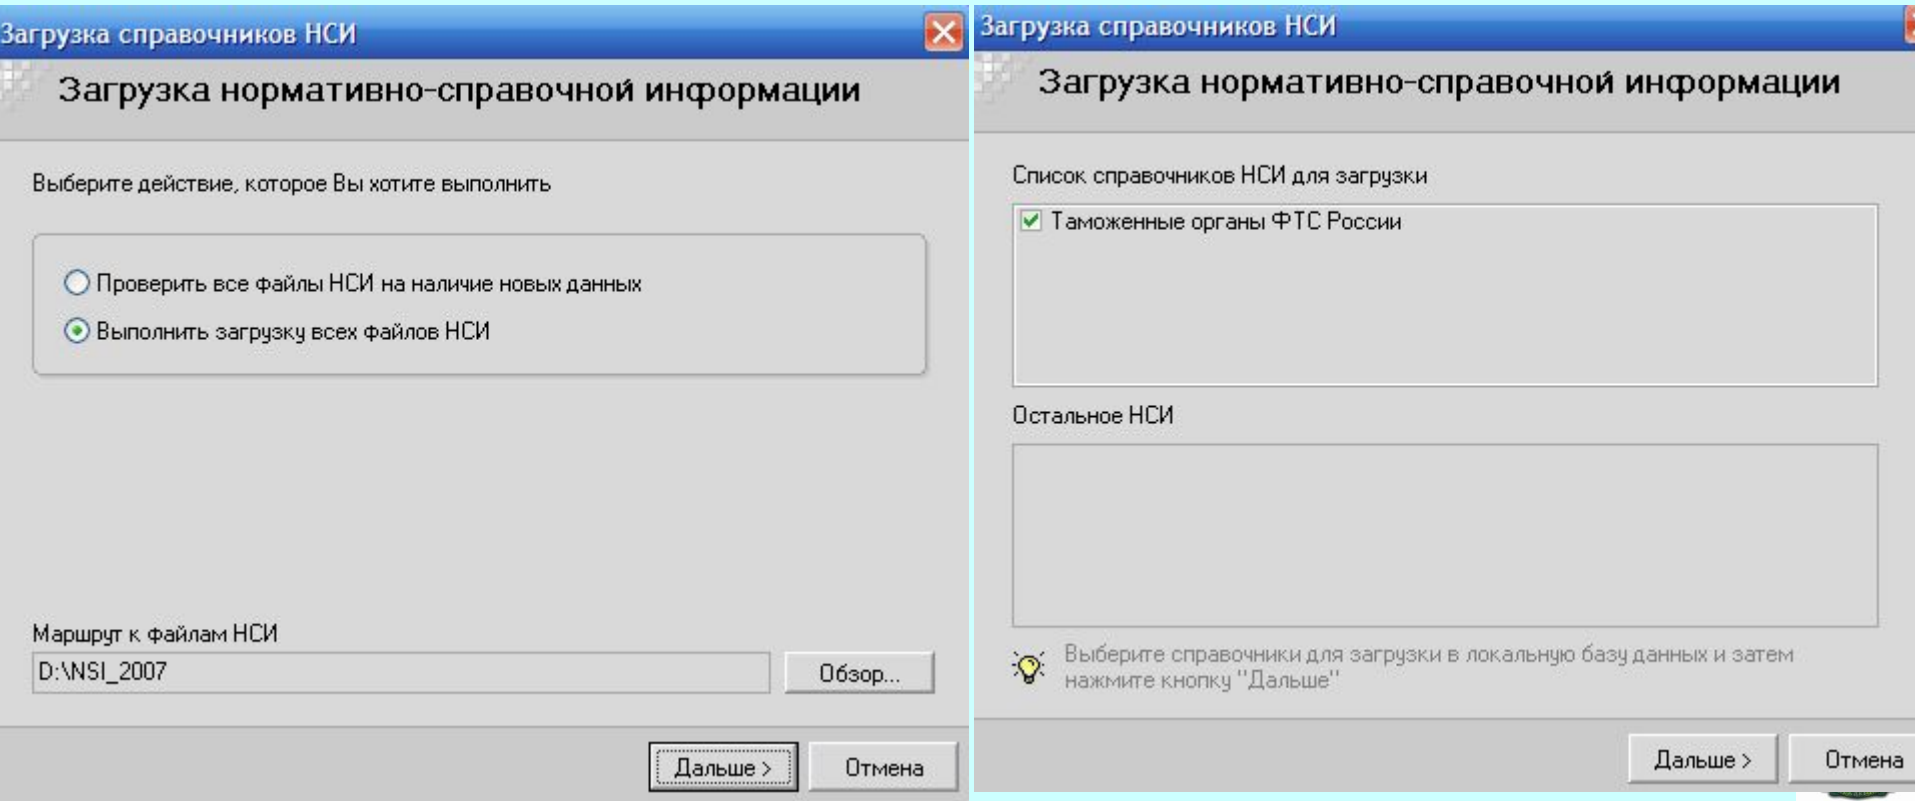 Загрузка справочников НСИ
Загрузка нормативно-справочной информации
Выберите действие, которое Вы хотите выполнить
Проверить все файлы НСИ на наличие новых данных
Выполнить загрузку всех файлов НСИ
Маршрут к файлам НСИ
D:\NSI_2007
Обзор...
Дальше >
Отмена
Загрузка справочников НСИ
Загрузка нормативно-справочной информации
Список справочников НСИ для загрузки
Таможенные органы ФТС России
Остальное НСИ
Выберите справочники для загрузки в локальную базу данных и затем
нажмите кнопку "Дальше"
Дальше >
Отмена